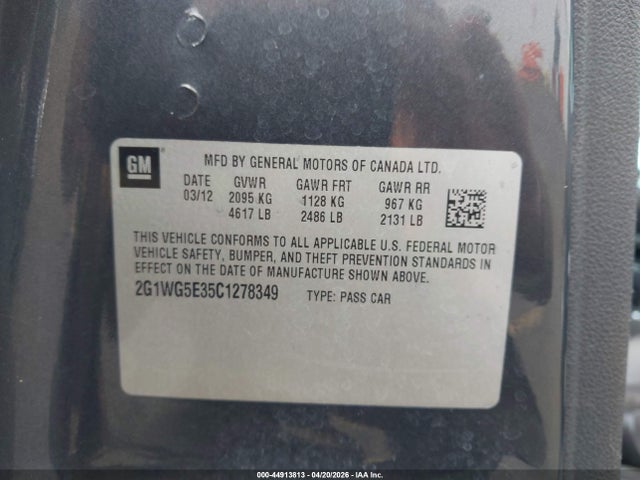 GM
MFD BY GENERAL MOTORS OF CANADA LTD.
DATE GVWR GAWR FRT GAWR RR
03/12 2095 KG 1128 KG 967 KG
4617 LB 2486 LB 2131 LB
THIS VEHICLE CONFORMS TO ALL APPLICABLE U.S. FEDERAL MOTOR
VEHICLE SAFETY, BUMPER, AND THEFT PREVENTION STANDARDS IN
EFFECT ON THE DATE OF MANUFACTURE SHOWN ABOVE.
2G1WG5E35C1278349 TYPE: PASS CAR
000-44913813 - 04/20/2026 - IAA Inc.